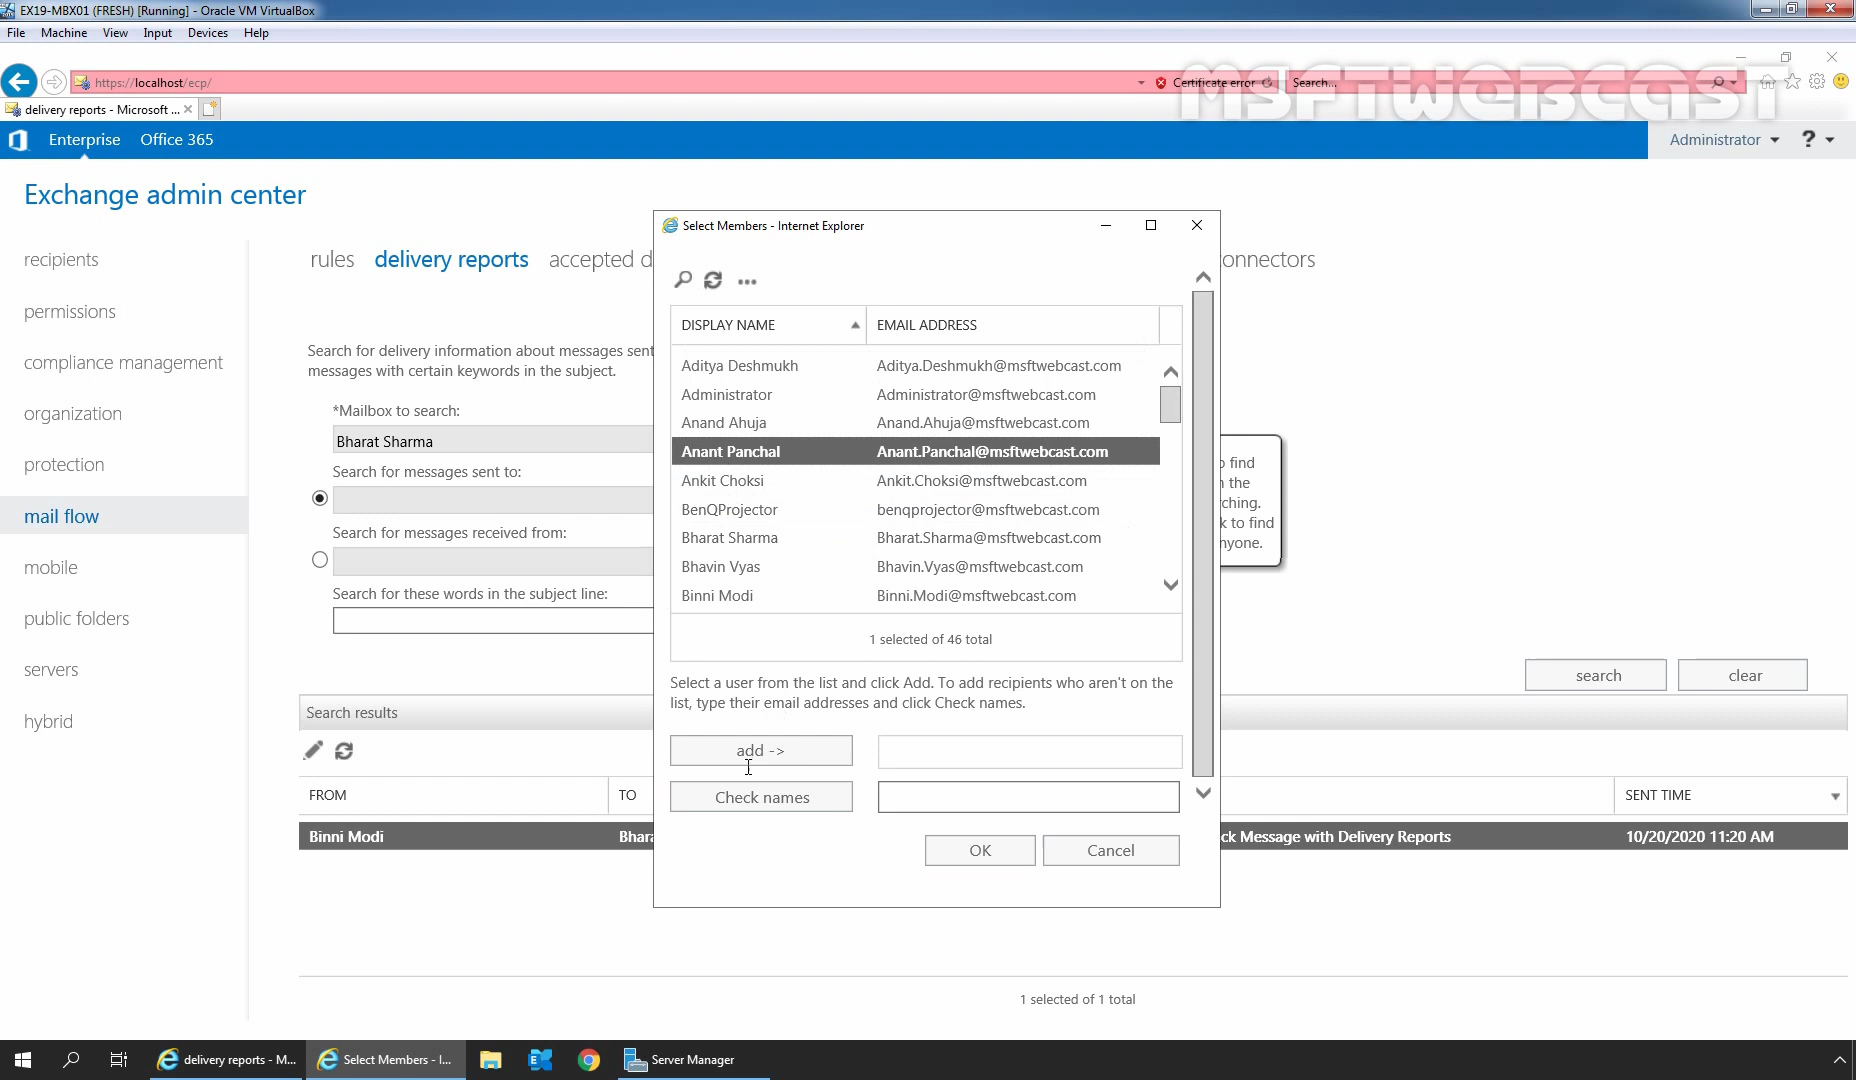 EX19-MBX01 (FRESH) [Running] - Oracle VM VirtualBox
File Machine View Input Devices Help
https://localhost/ecp/
Certificate error
Search...
MSFTWEBCAST
delivery reports - Microsoft ...
Enterprise Office 365
Administrator ?
Exchange admin center
recipients
permissions
compliance management
organization
protection
mail flow
mobile
public folders
servers
hybrid
rules delivery reports accepted d
onnectors
Search for delivery information about messages sent
messages with certain keywords in the subject.
*Mailbox to search:
Bharat Sharma
Search for messages sent to:
Search for messages received from:
Search for these words in the subject line:
o find
n the
ching.
k to find
nyone.
search clear
Search results
FROM TO SENT TIME
Binni Modi Bhara ck Message with Delivery Reports 10/20/2020 11:20 AM
1 selected of 1 total
Select Members - Internet Explorer
DISPLAY NAME EMAIL ADDRESS
Aditya Deshmukh Aditya.Deshmukh@msftwebcast.com
Administrator Administrator@msftwebcast.com
Anand Ahuja Anand.Ahuja@msftwebcast.com
Anant Panchal Anant.Panchal@msftwebcast.com
Ankit Choksi Ankit.Choksi@msftwebcast.com
BenQProjector benqprojector@msftwebcast.com
Bharat Sharma Bharat.Sharma@msftwebcast.com
Bhavin Vyas Bhavin.Vyas@msftwebcast.com
Binni Modi Binni.Modi@msftwebcast.com
1 selected of 46 total
Select a user from the list and click Add. To add recipients who aren't on the
list, type their email addresses and click Check names.
add ->
Check names
OK Cancel
delivery reports - M... Select Members - I... Server Manager